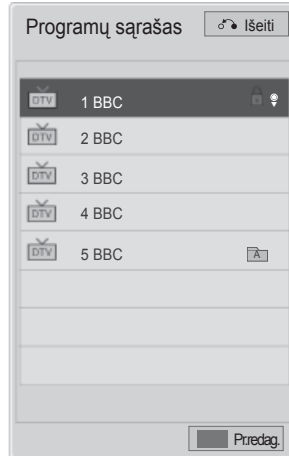 Programų sąrašas Išeiti
DTV 1 BBC
DTV 2 BBC
DTV 3 BBC
DTV 4 BBC
DTV 5 BBC A
Pr.redag.